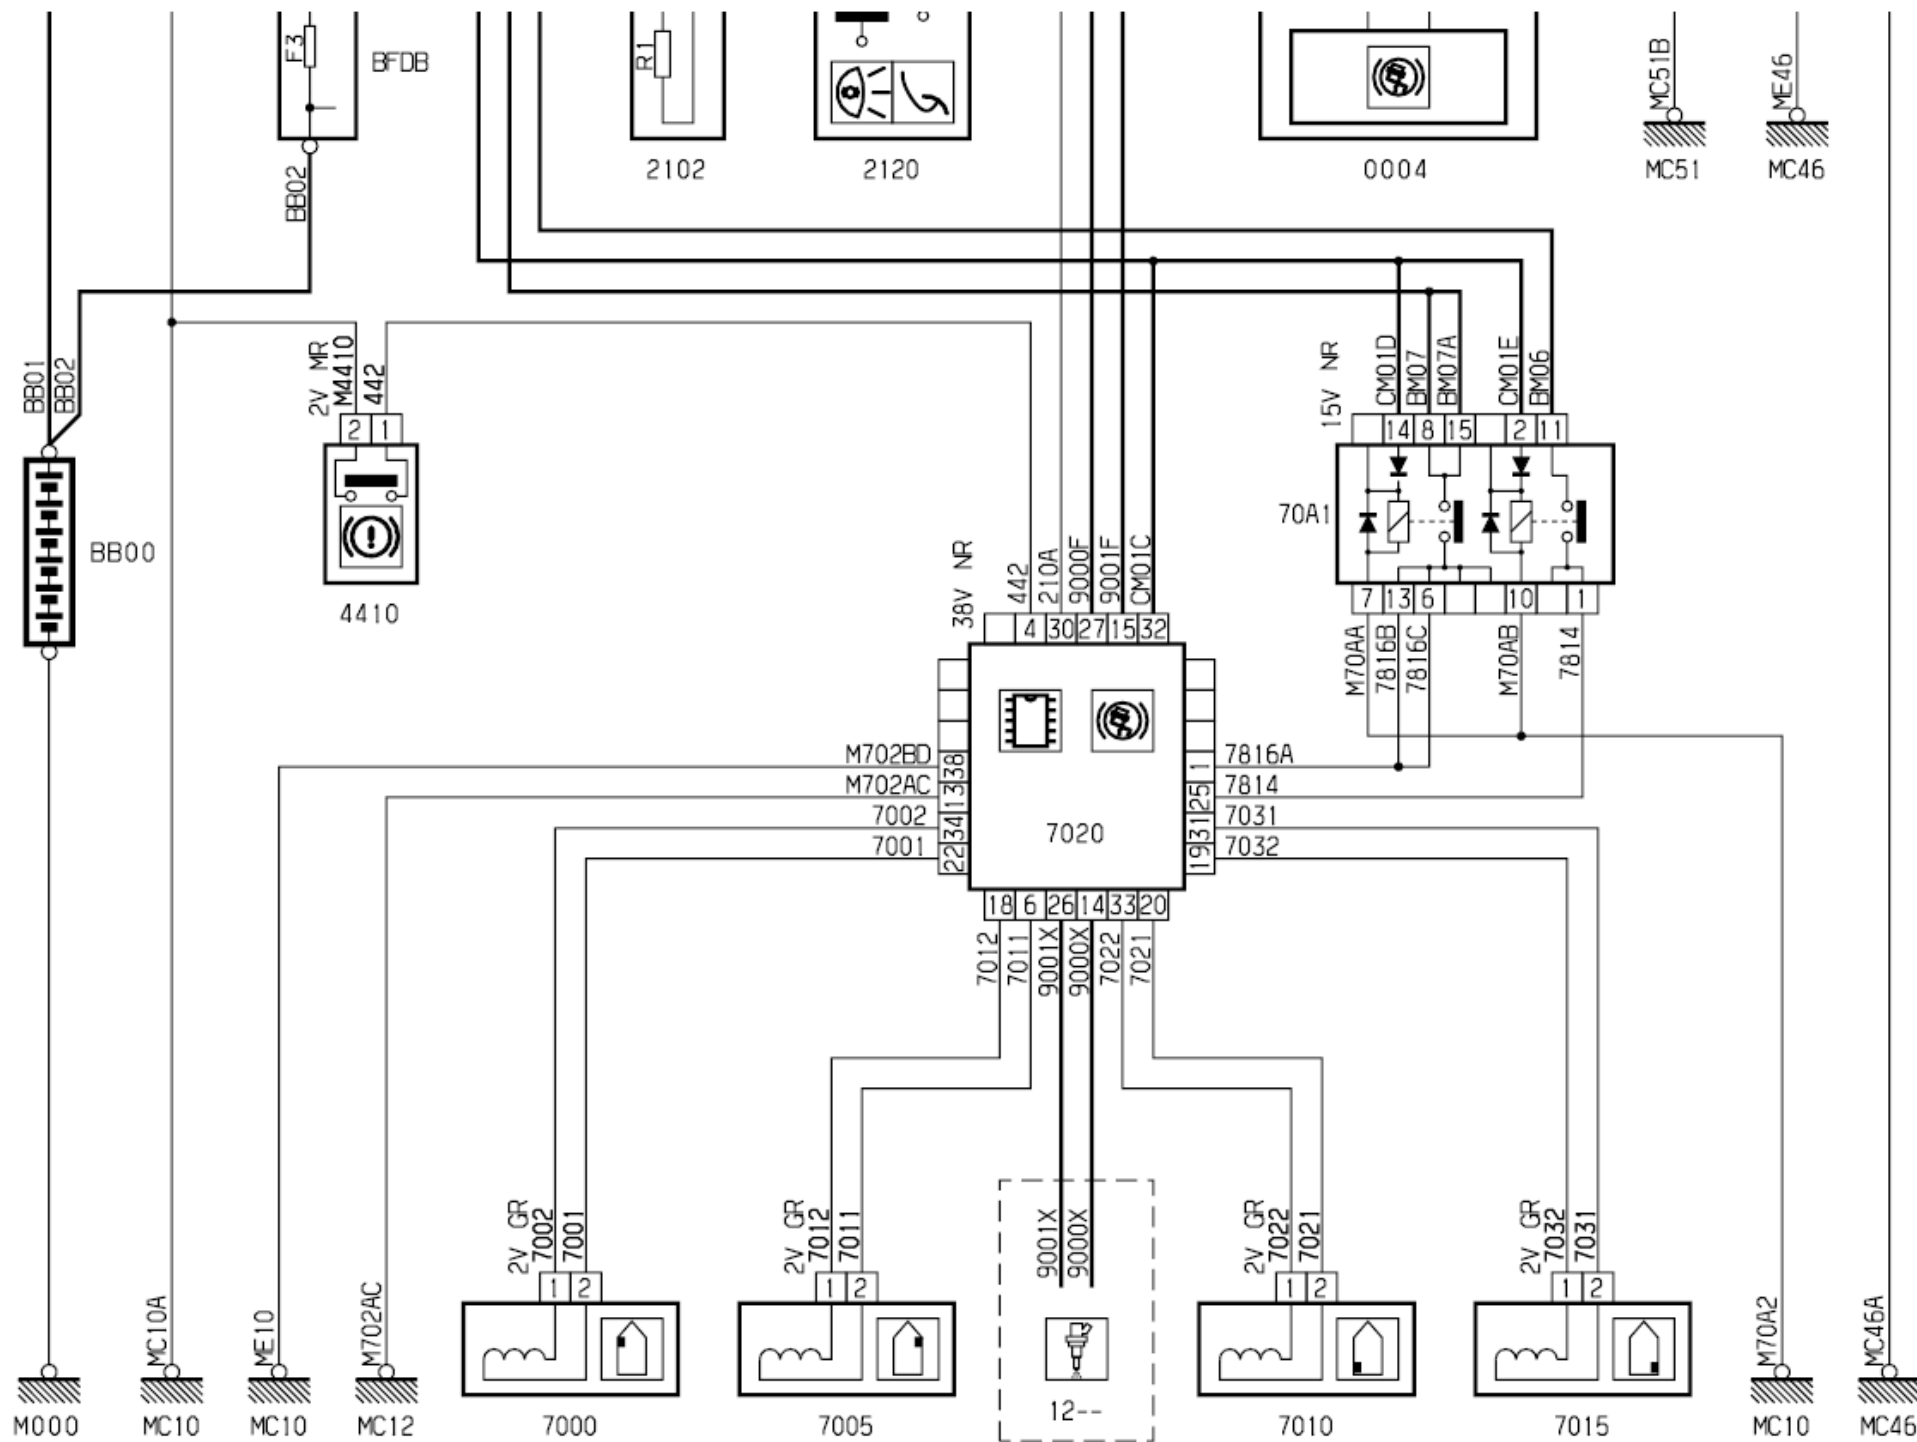 F3
BFDB
R1
MC51B
ME46
BB02
2102
2120
0004
MC51
MC46
BB01
BB02
2V MR
M4410
442
2 1
15V NR
CM01D
BM07
BM07A
CM01E
BM06
14 8 15 2 11
70A1
BB00
4410
7 13 6 10 1
38V NR
442
210A
9000F
9001F
CM01C
4 30 27 15 32
M70AA
7816B
7816C
M70AB
7814
M702BD 38
M702AC 13
7002 34
7001 22
7020
1 7816A
25 7814
31 7031
19 7032
18 6 26 14 33 20
7012
7011
9001X
9000X
7022
7021
2V GR
7002
7001
2V GR
7012
7011
9001X
9000X
2V GR
7022
7021
2V GR
7032
7031
1 2
1 2
1 2
1 2
MC10A
ME10
M702AC
M70A2
MC46A
12--
M000
MC10
MC10
MC12
7000
7005
7010
7015
MC10
MC46